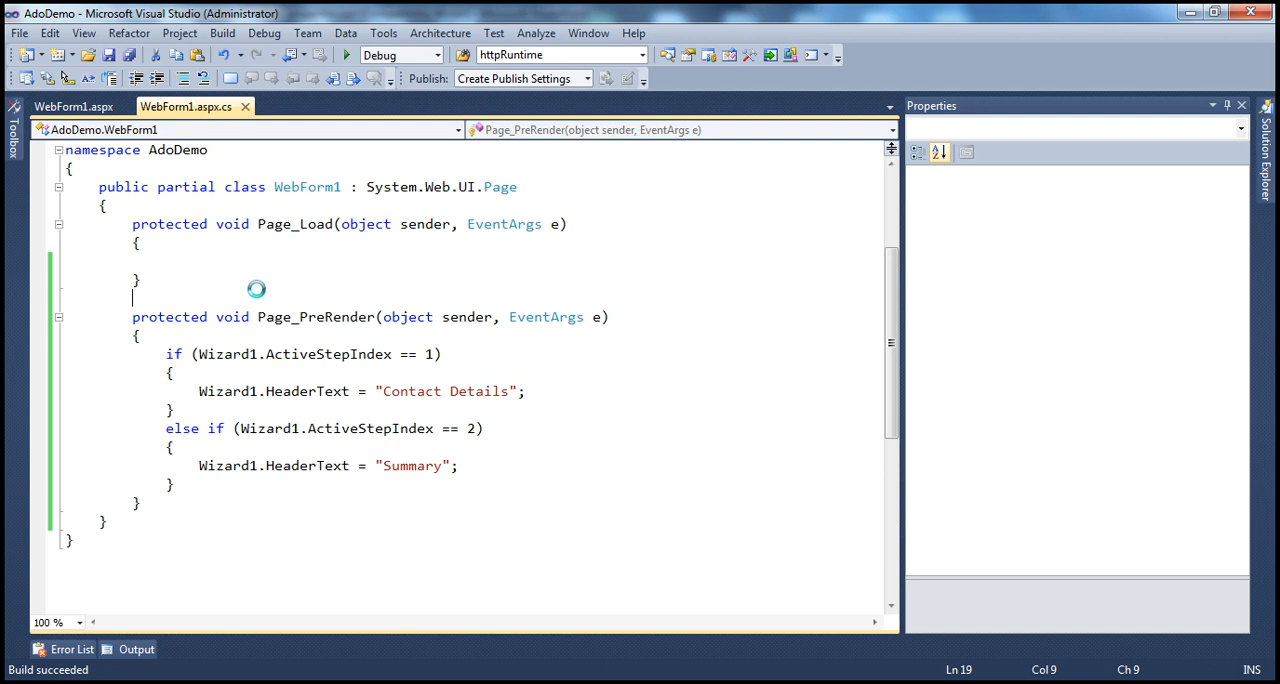 AdoDemo - Microsoft Visual Studio (Administrator)
File Edit View Refactor Project Build Debug Team Data Tools Architecture Test Analyze Window Help
Debug httpRuntime
Publish: Create Publish Settings
WebForm1.aspx WebForm1.aspx.cs
Properties
Toolbox
Solution Explorer
AdoDemo.WebForm1 Page_PreRender(object sender, EventArgs e)
namespace AdoDemo
{
public partial class WebForm1 : System.Web.UI.Page
{
protected void Page_Load(object sender, EventArgs e)
{
}
protected void Page_PreRender(object sender, EventArgs e)
{
if (Wizard1.ActiveStepIndex == 1)
{
Wizard1.HeaderText = "Contact Details";
}
else if (Wizard1.ActiveStepIndex == 2)
{
Wizard1.HeaderText = "Summary";
}
}
}
}
100 %
Error List Output
Build succeeded Ln 19 Col 9 Ch 9 INS